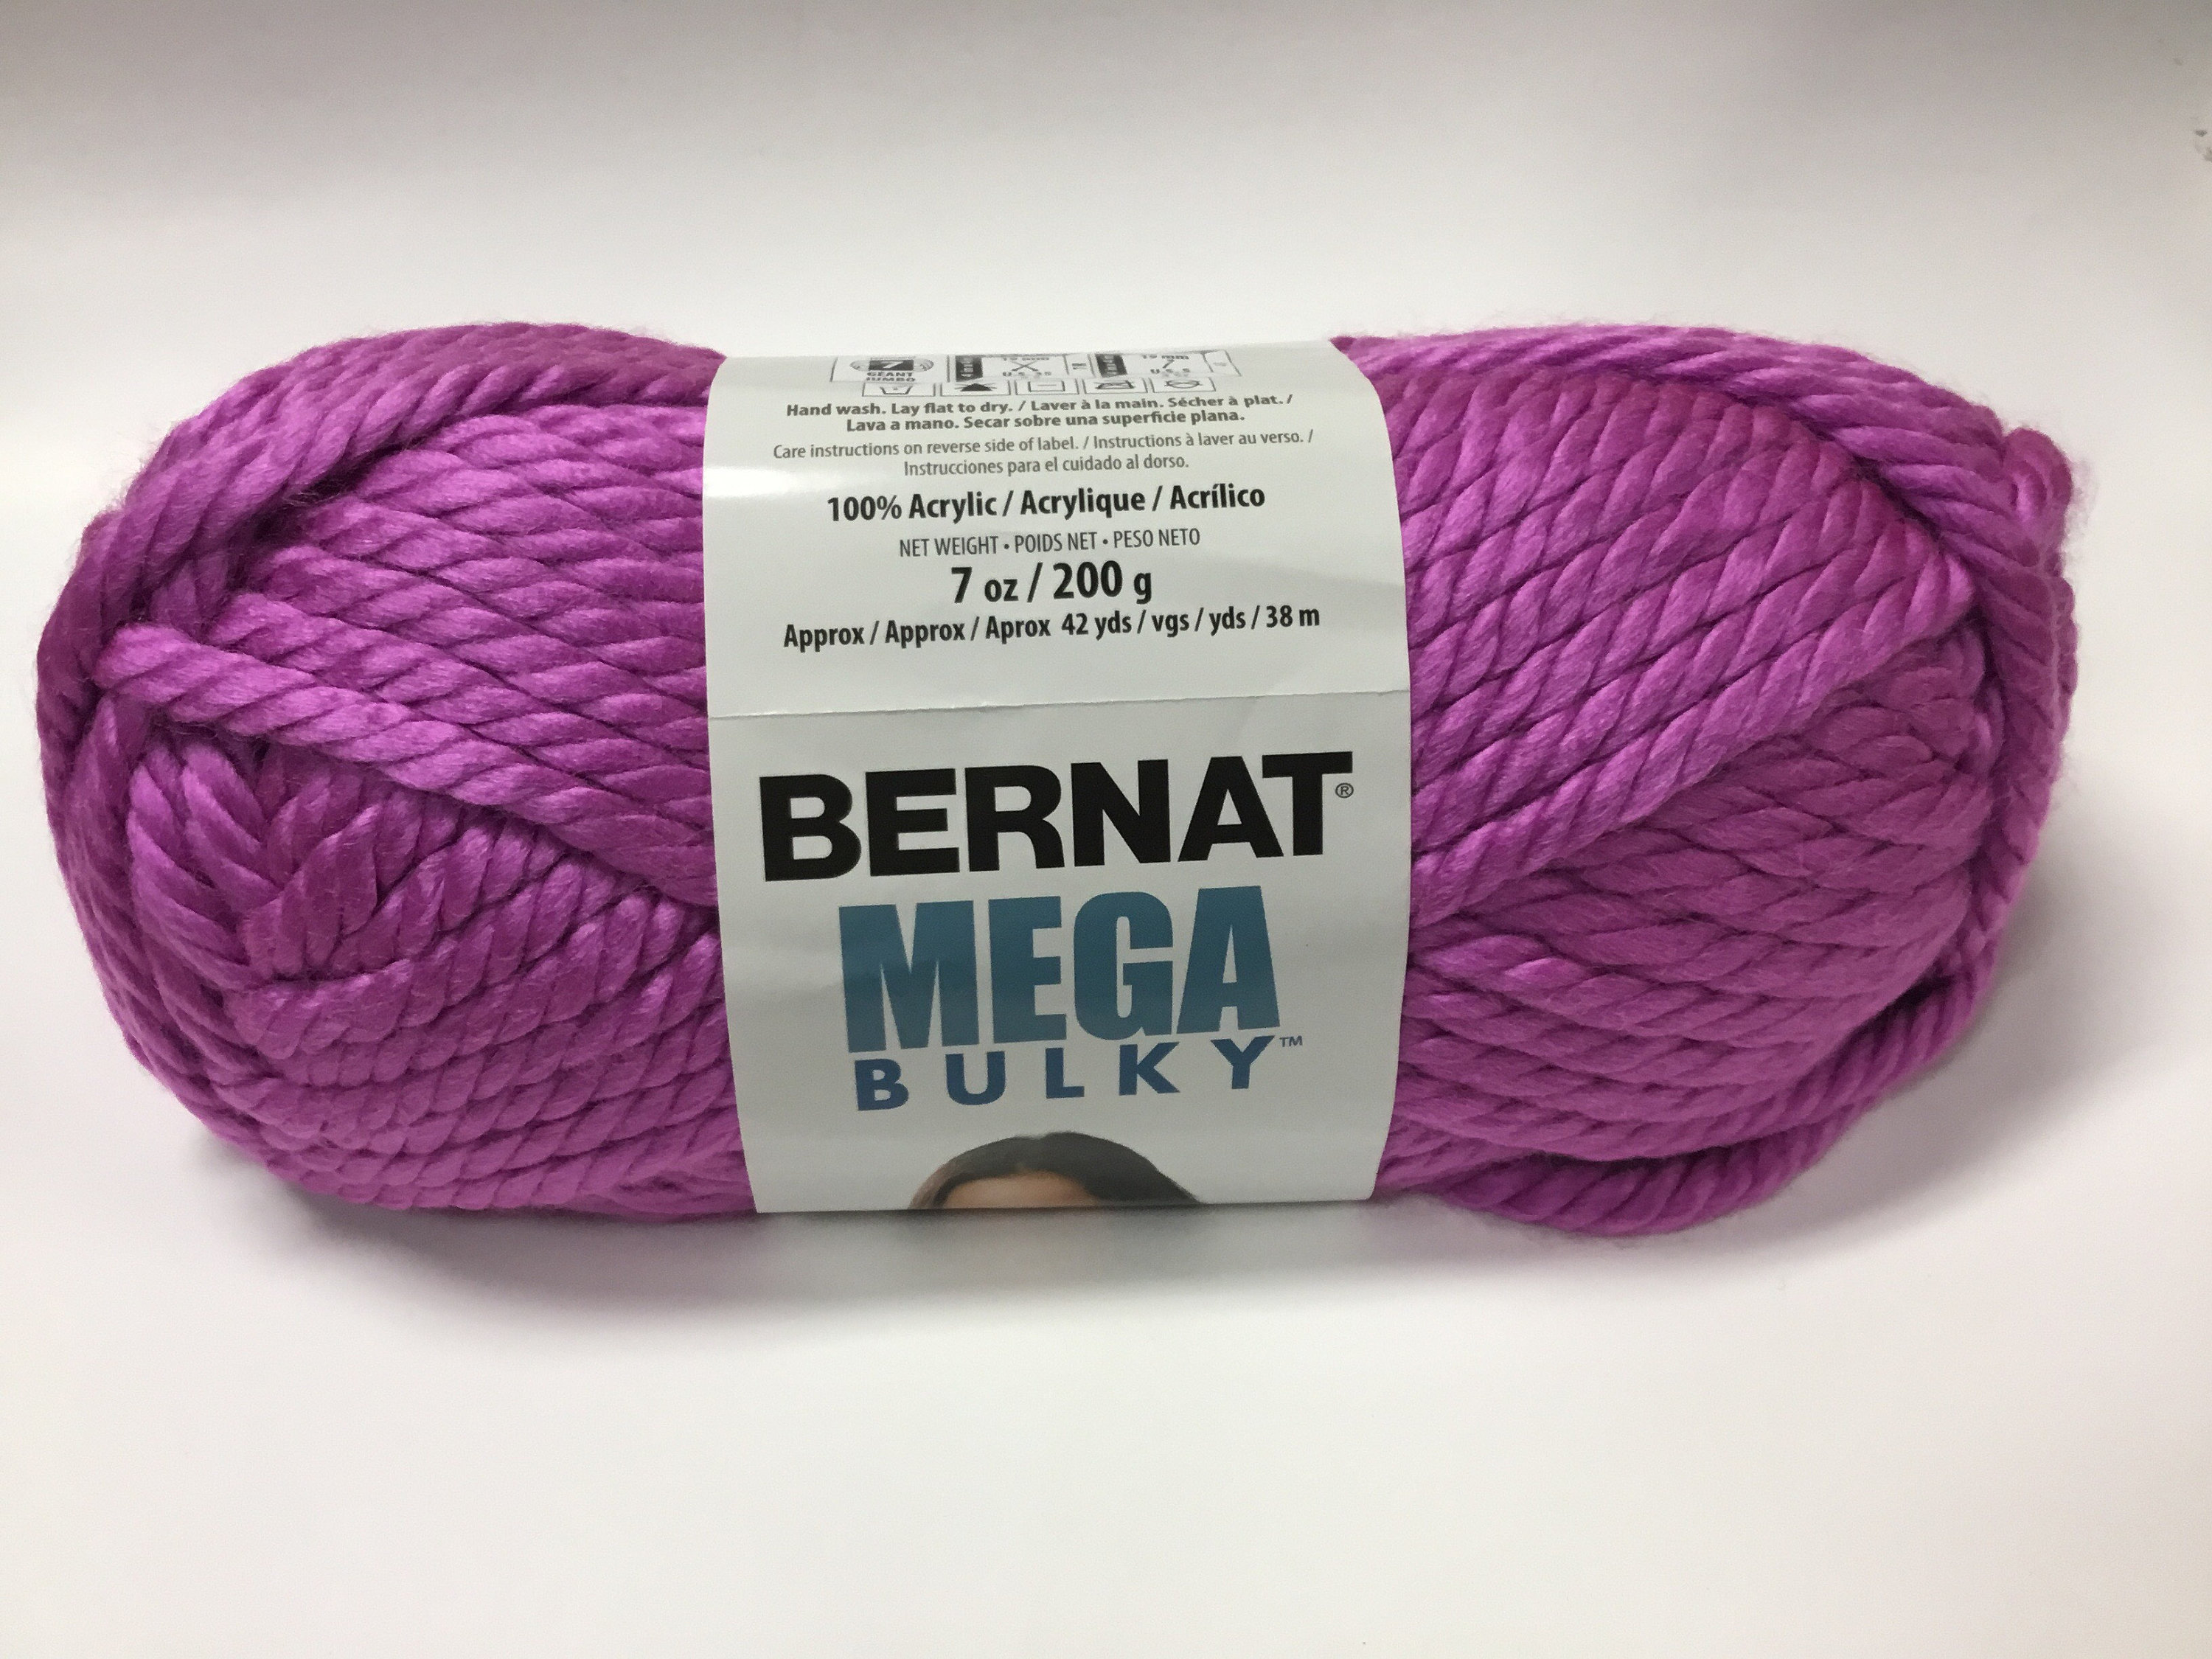 7
GÉANT
JUMBO
Hand wash. Lay flat to dry. / Laver à la main. Sécher à plat. /
Lava a mano. Secar sobre una superficie plana.
Care instructions on reverse side of label. / Instructions à laver au verso. /
Instrucciones para el cuidado al dorso.
100% Acrylic / Acrylique / Acrílico
NET WEIGHT • POIDS NET • PESO NETO
7 oz / 200 g
Approx / Approx / Aprox 42 yds / vgs / yds / 38 m
BERNAT®
MEGA
BULKY™